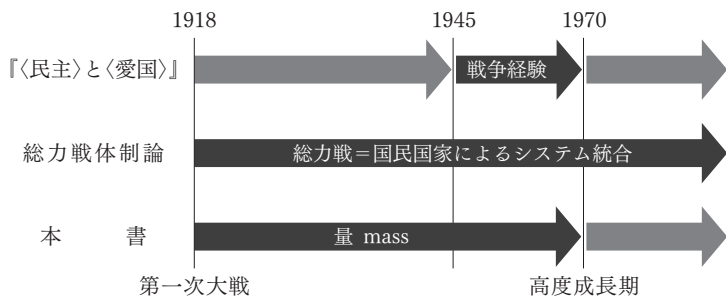 1918 1945 1970
『〈民主〉と〈愛国〉』 戦争経験
総力戦体制論 総力戦＝国民国家によるシステム統合
本書 量 mass
第一次大戦 高度成長期